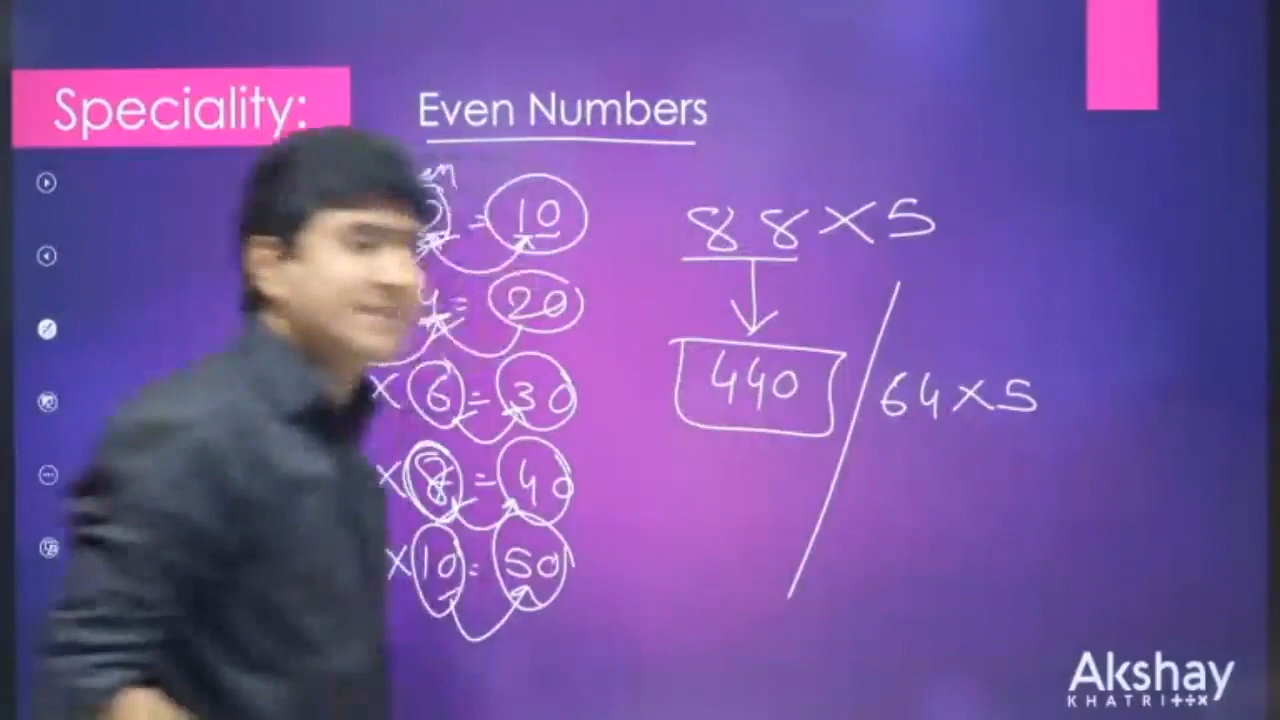 Speciality:
Even Numbers
= 10
= 20
× 6 = 30
× 8 = 40
× 10 = 50
88 × 5
440
64 × 5
Akshay
KHATRI